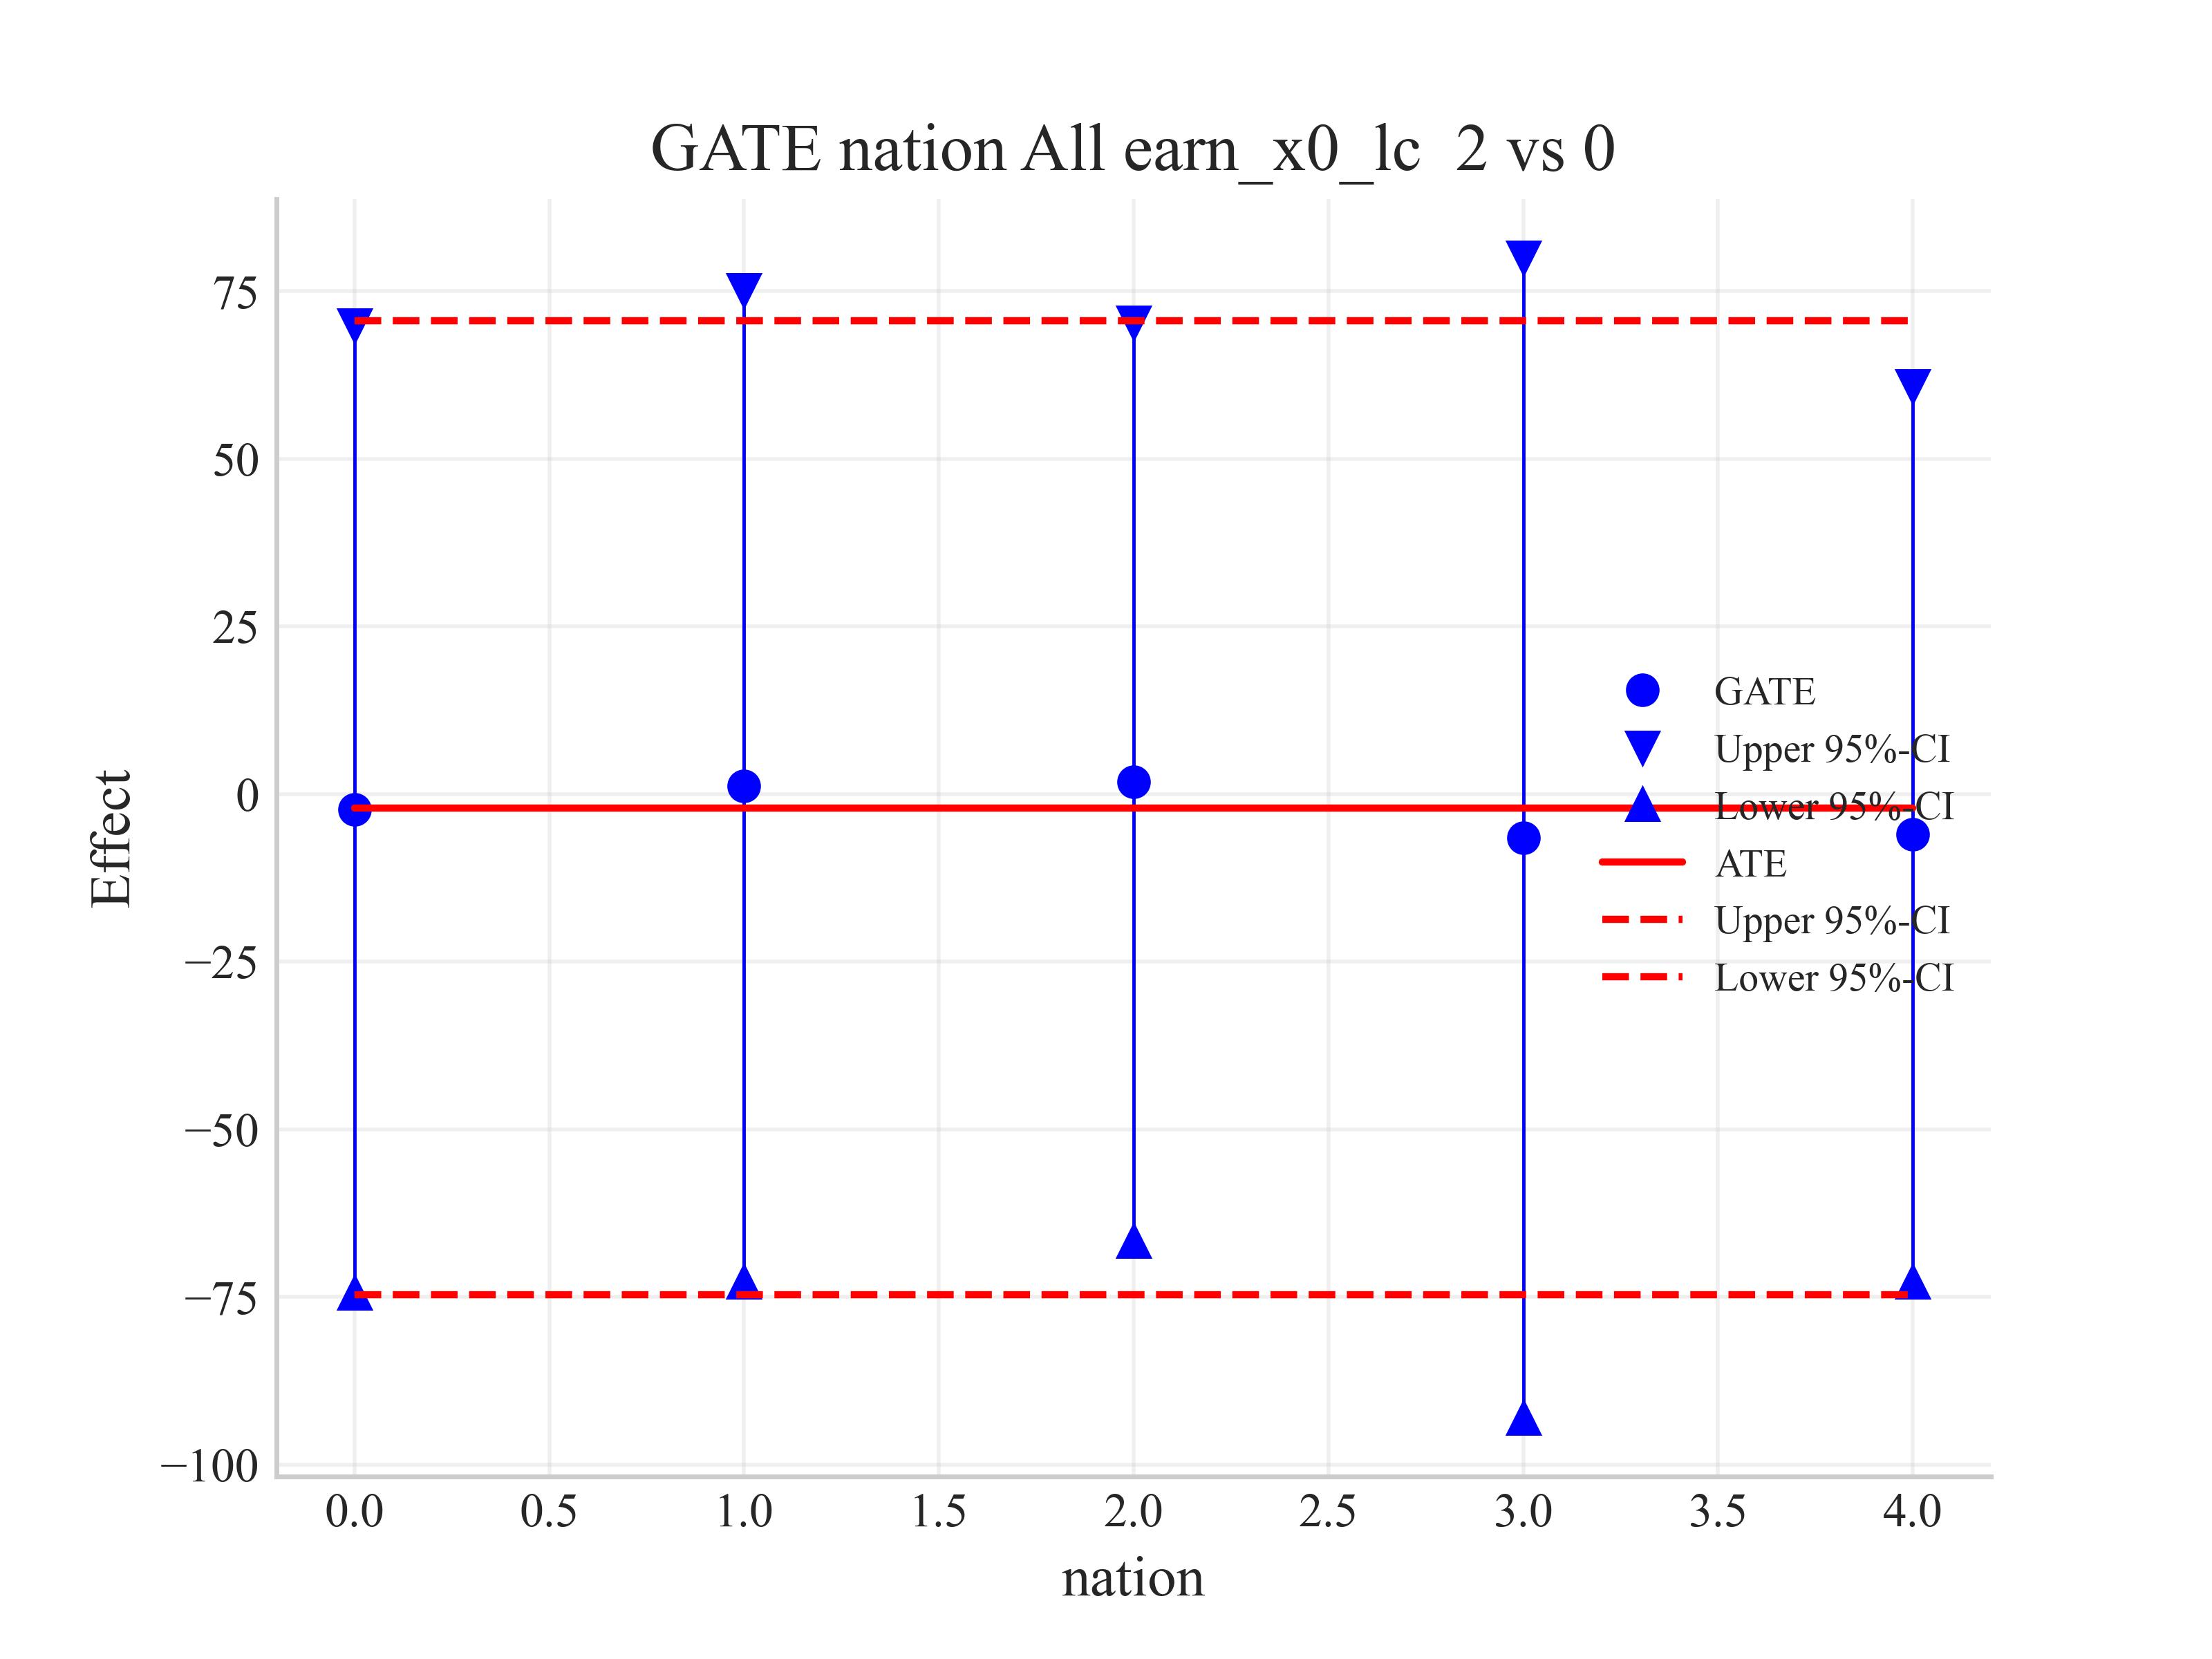 GATE nation All earn_x0_lc  2 vs 0
75
50
25
0
−25
−50
−75
−100
Effect
GATE
Upper 95%-CI
Lower 95%-CI
ATE
Upper 95%-CI
Lower 95%-CI
0.0 0.5 1.0 1.5 2.0 2.5 3.0 3.5 4.0
nation